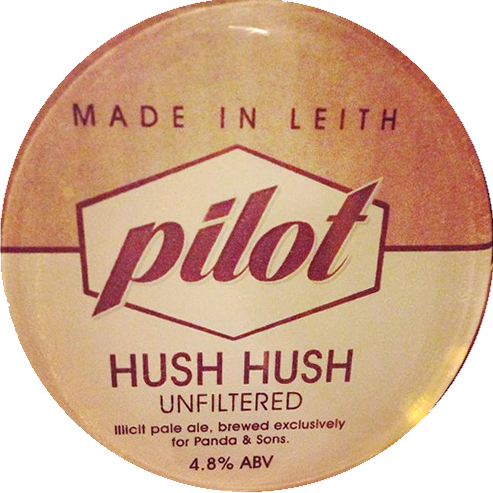 MADE IN LEITH
pilot
HUSH HUSH
UNFILTERED
Illicit pale ale, brewed exclusively
for Panda & Sons.
4.8% ABV